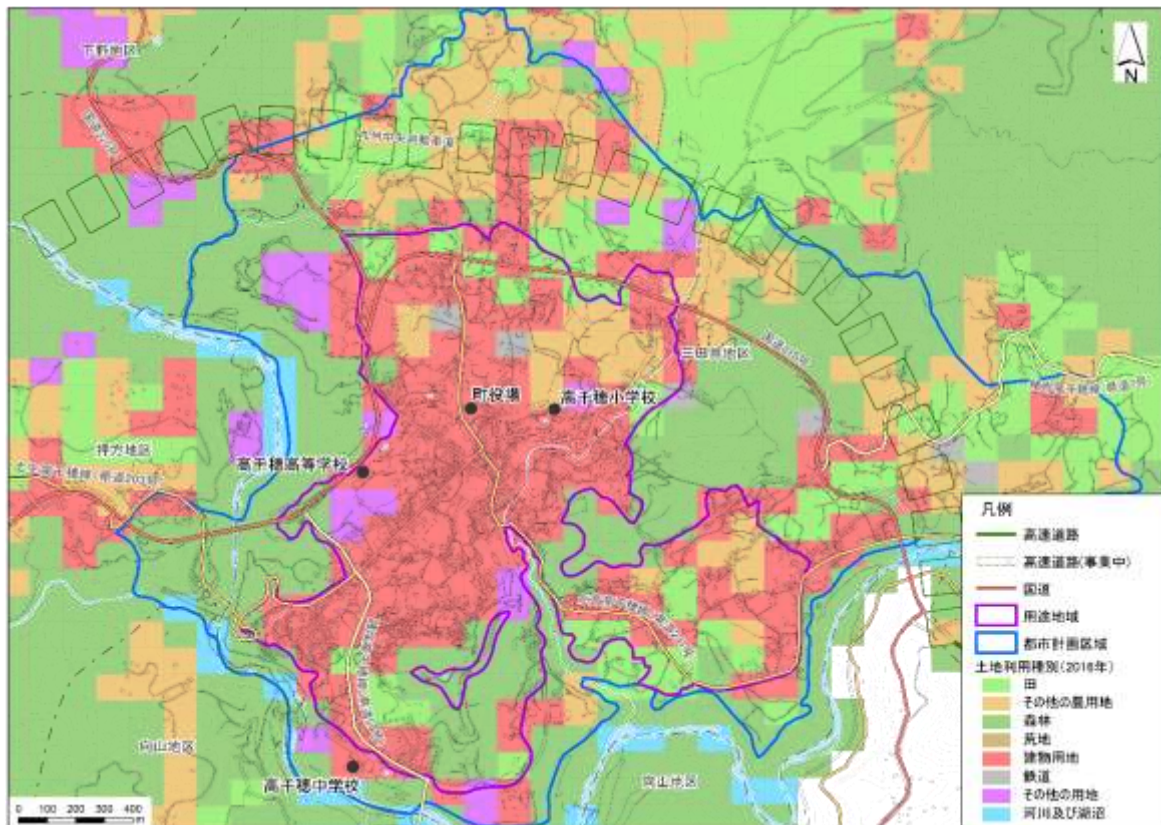 下野地区
N
三田井地区
町役場
高千穂小学校
押方地区
高千穂高等学校
高千穂中学校
向山地区
向山地区
0 100 200 300 400
m
凡例
高速道路
高速道路(事業中)
国道
用途地域
都市計画区域
土地利用種別(2016年)
田
その他の農用地
森林
荒地
建物用地
鉄道
その他の用地
河川及び湖沼